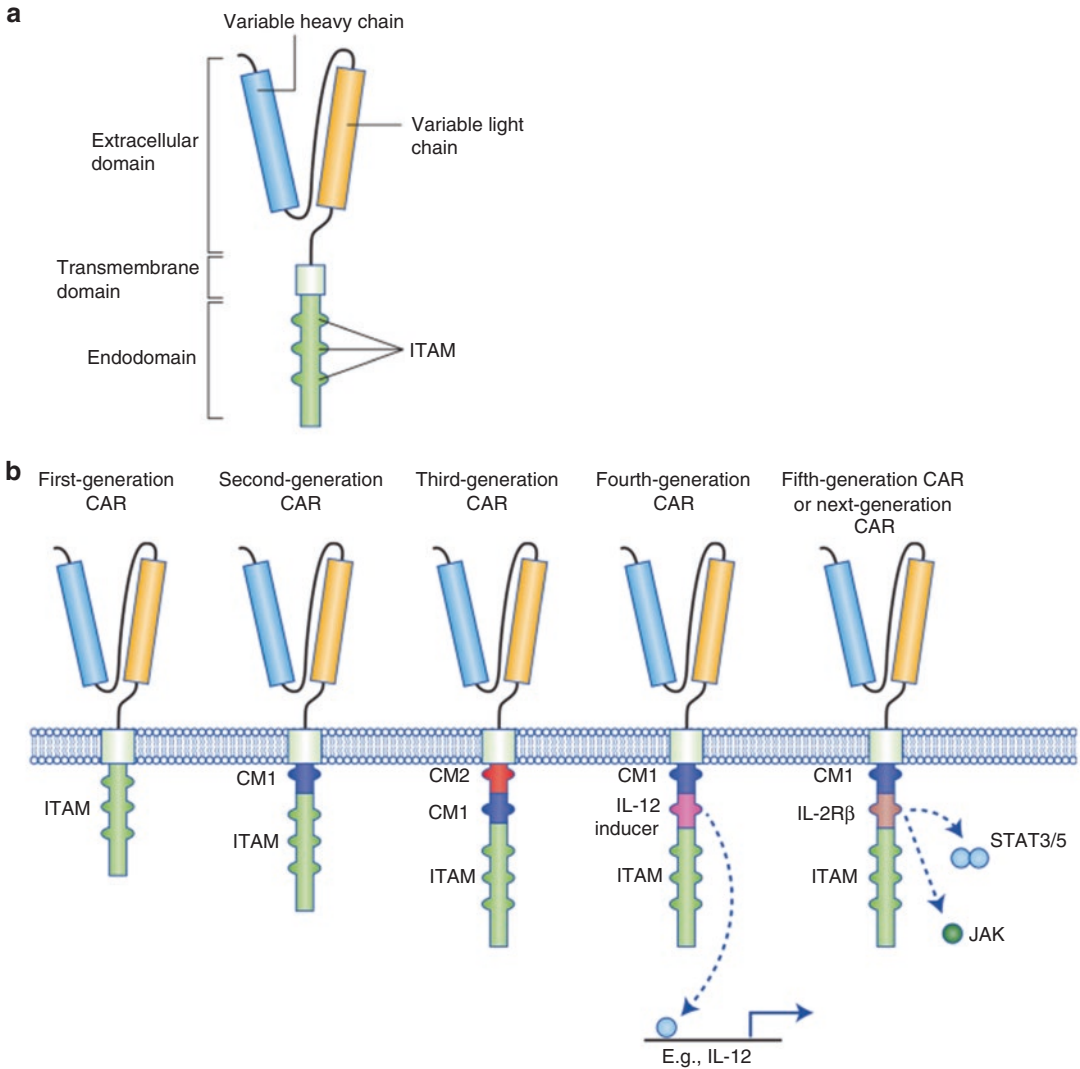 a
Variable heavy chain
Extracellular
domain
Variable light
chain
Transmembrane
domain
Endodomain
ITAM
b
First-generation
CAR
Second-generation
CAR
Third-generation
CAR
Fourth-generation
CAR
Fifth-generation CAR
or next-generation
CAR
ITAM
CM1
ITAM
CM2
CM1
ITAM
CM1
IL-12
inducer
ITAM
E.g., IL-12
CM1
IL-2Rβ
ITAM
STAT3/5
JAK